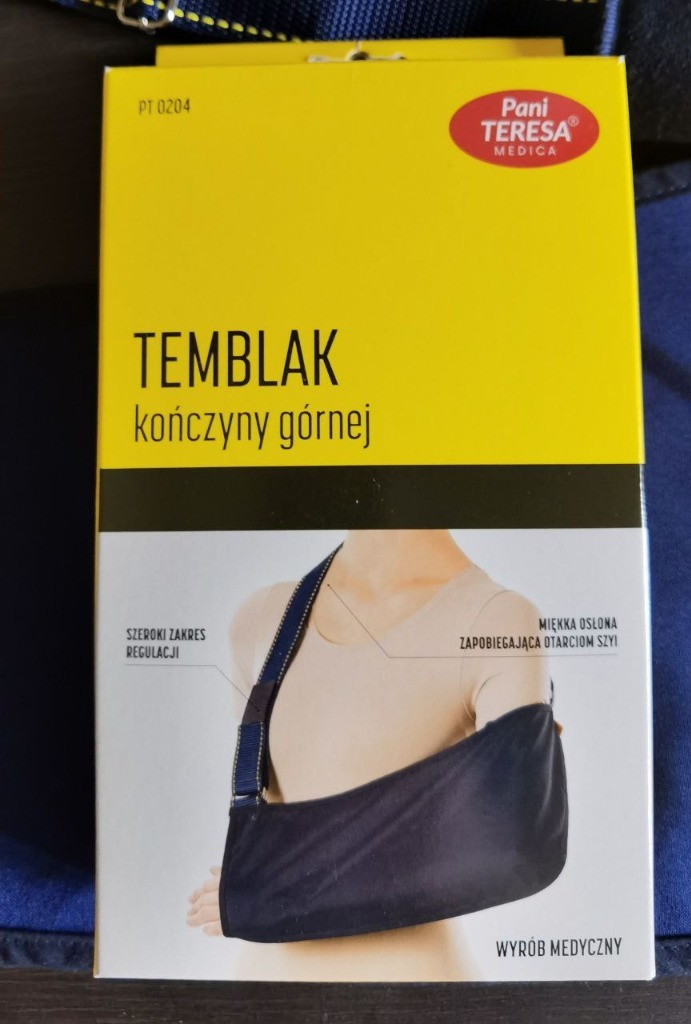 PT 0204
Pani
TERESA®
MEDICA
TEMBLAK
kończyny górnej
SZEROKI ZAKRES
REGULACJI
MIĘKKA OSŁONA
ZAPOBIEGAJĄCA OTARCIOM SZYI
WYRÓB MEDYCZNY